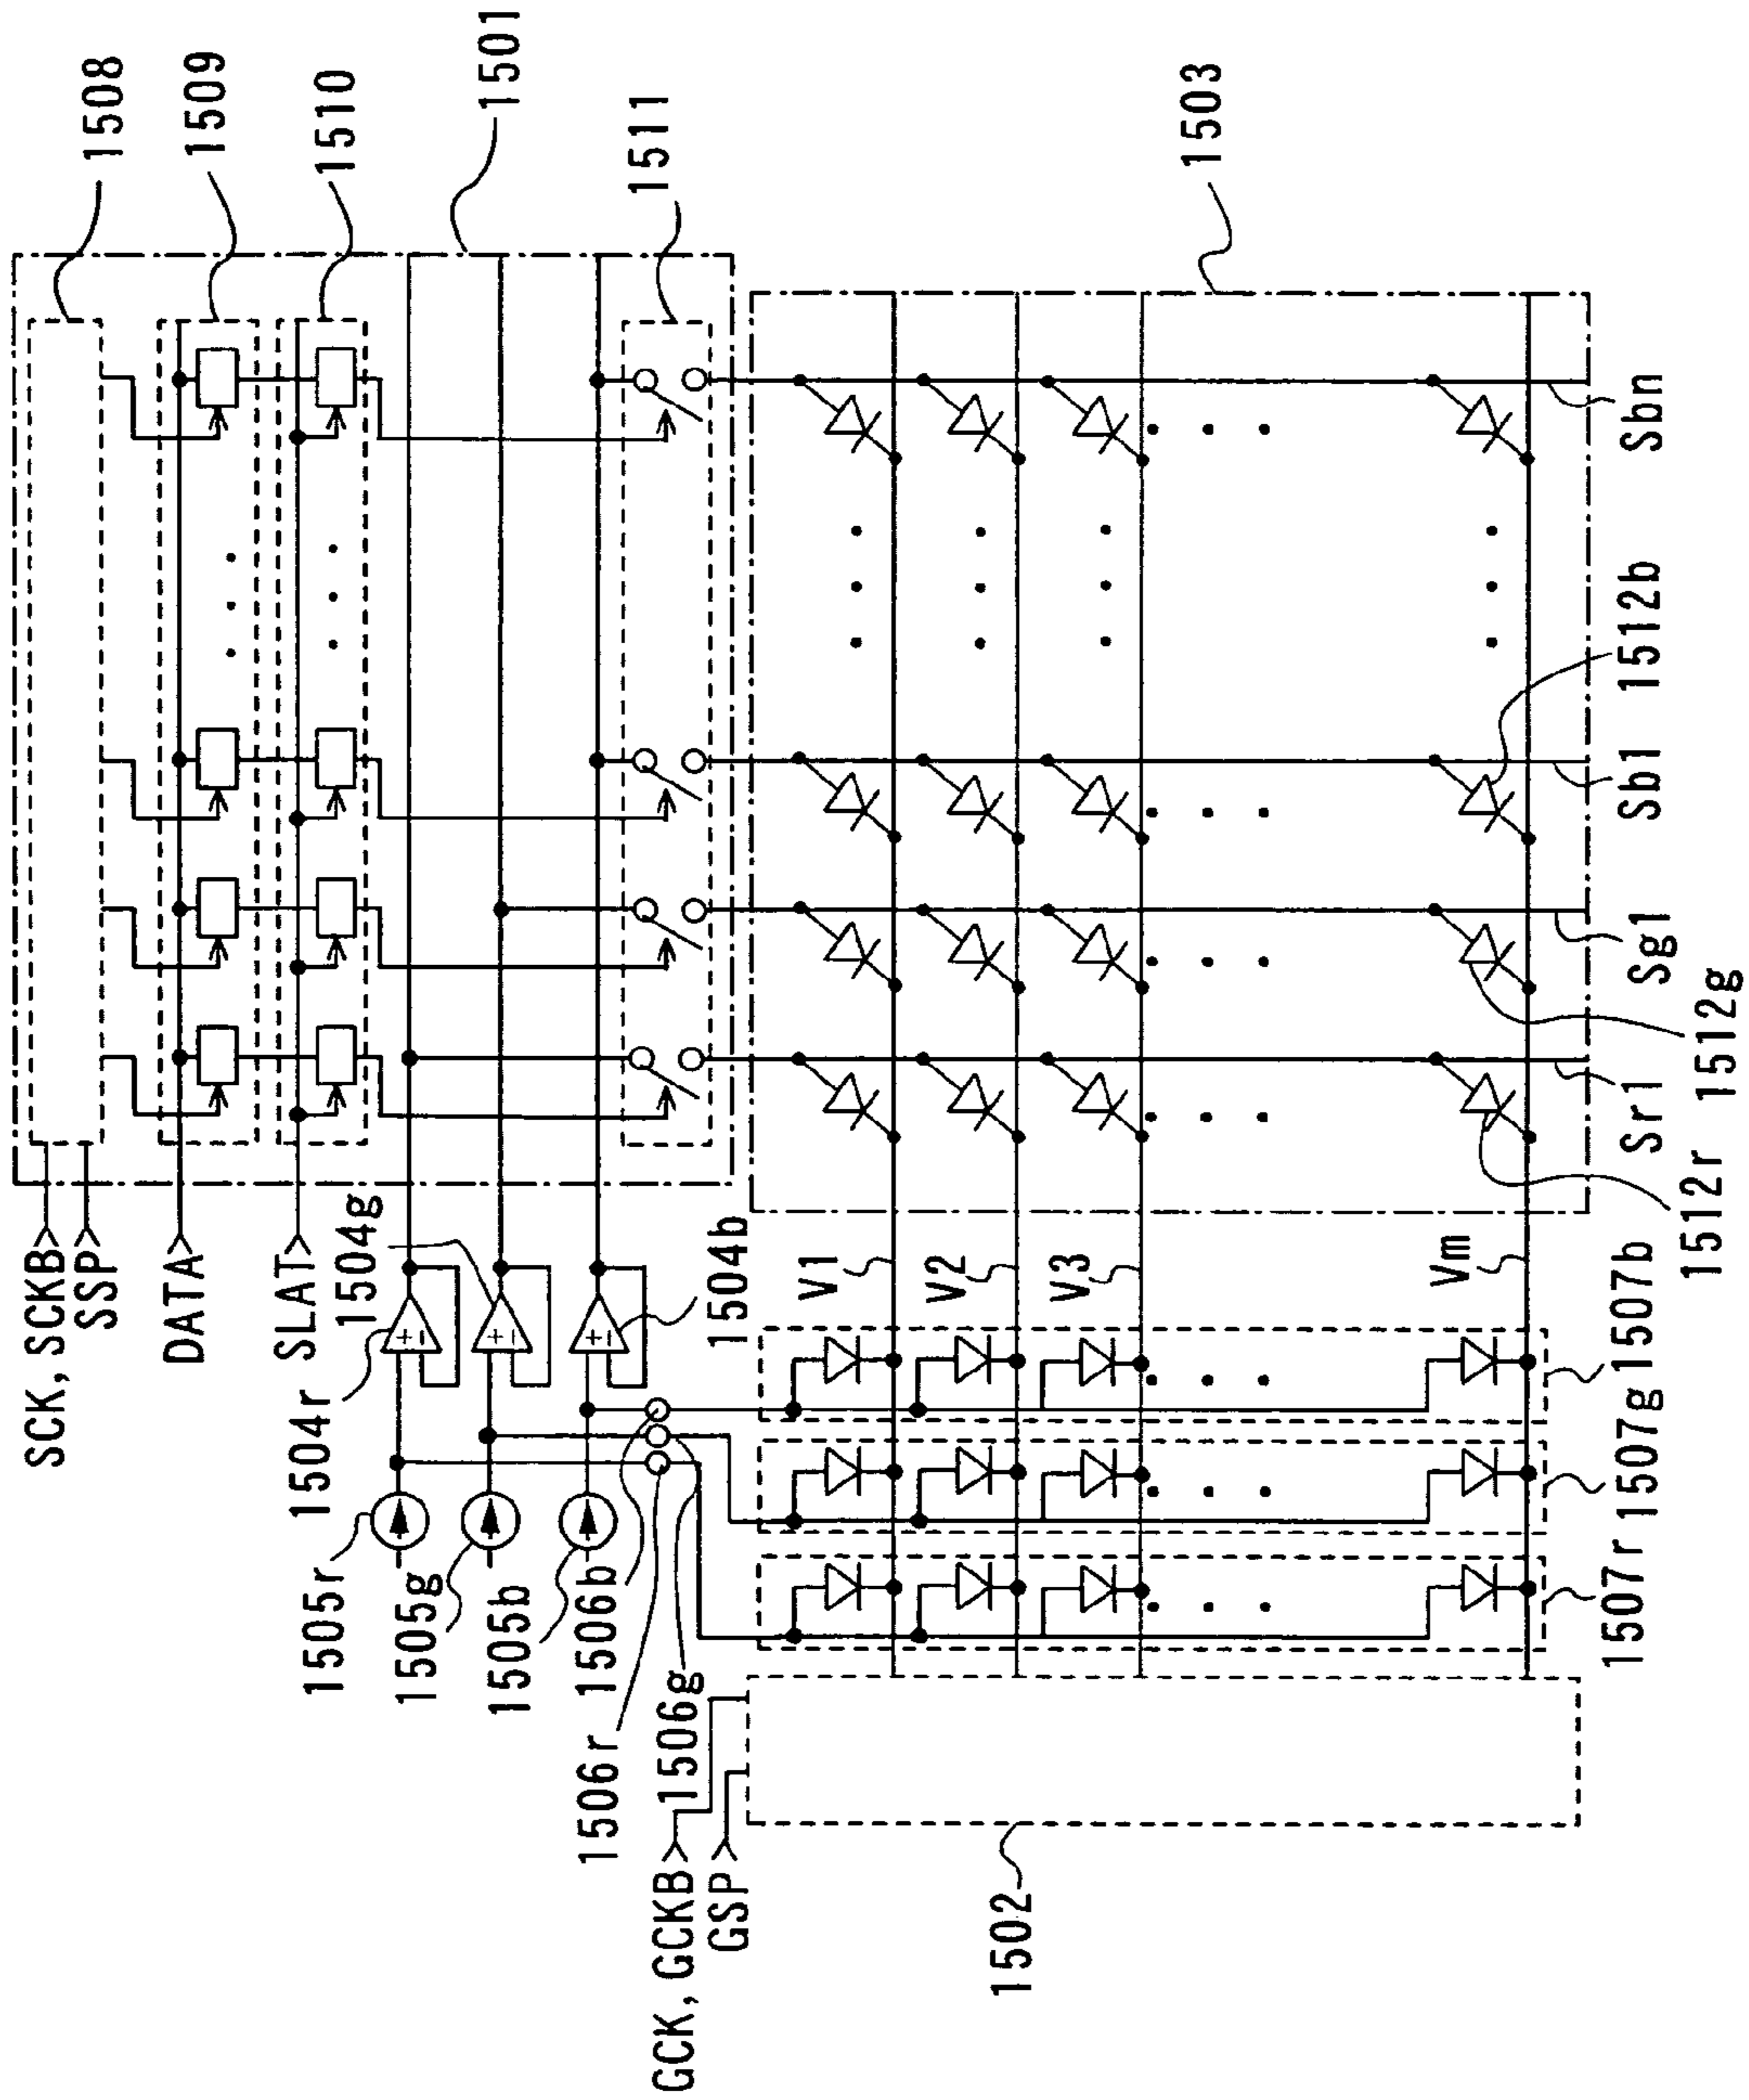 SCK, SCKB
SSP
DATA
SLAT
1508
1509
1510
1501
1511
1503
1504r
1504g
1504b
1505r
1505g
1505b
1506b
1506r
1506g
GCK, GCKB
GSP
1502
V1
V2
V3
Vm
1507r
1507g
1507b
1512r
Sr1
1512g
Sg1
Sb1
1512b
Sbn